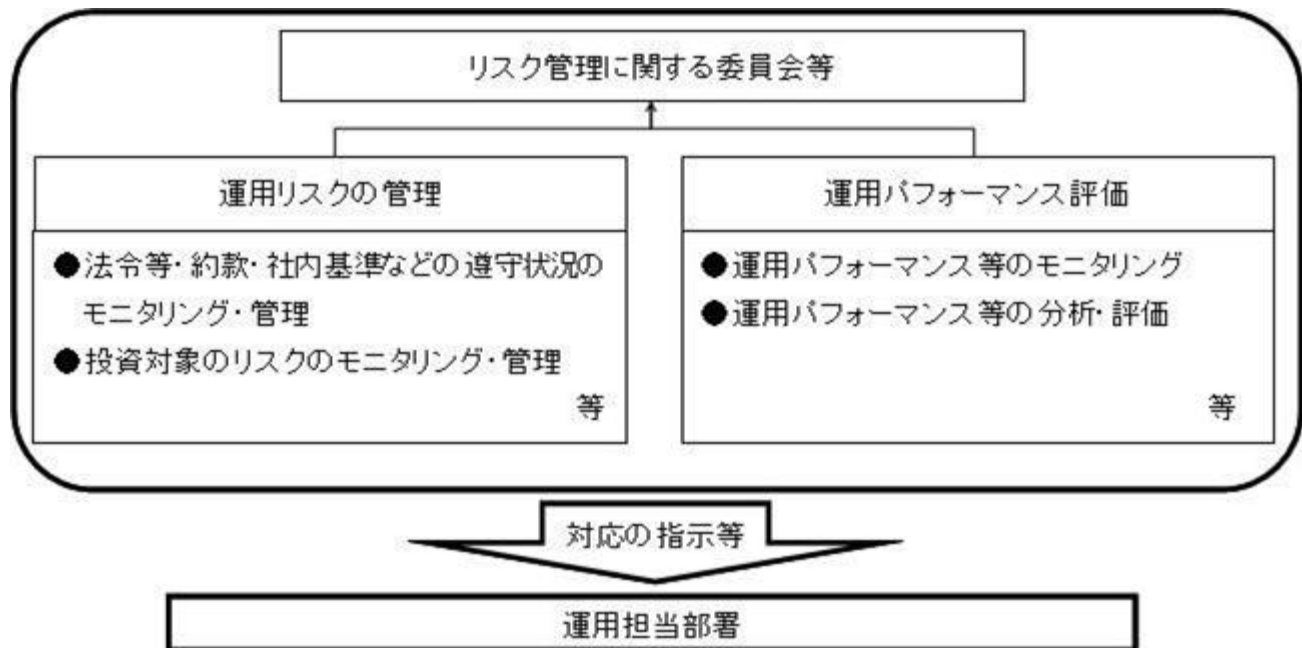 リスク管理に関する委員会等
運用リスクの管理
●法令等・約款・社内基準などの遵守状況の
モニタリング・管理
●投資対象のリスクのモニタリング・管理
等
運用パフォーマンス評価
●運用パフォーマンス等のモニタリング
●運用パフォーマンス等の分析・評価
等
対応の指示等
運用担当部署